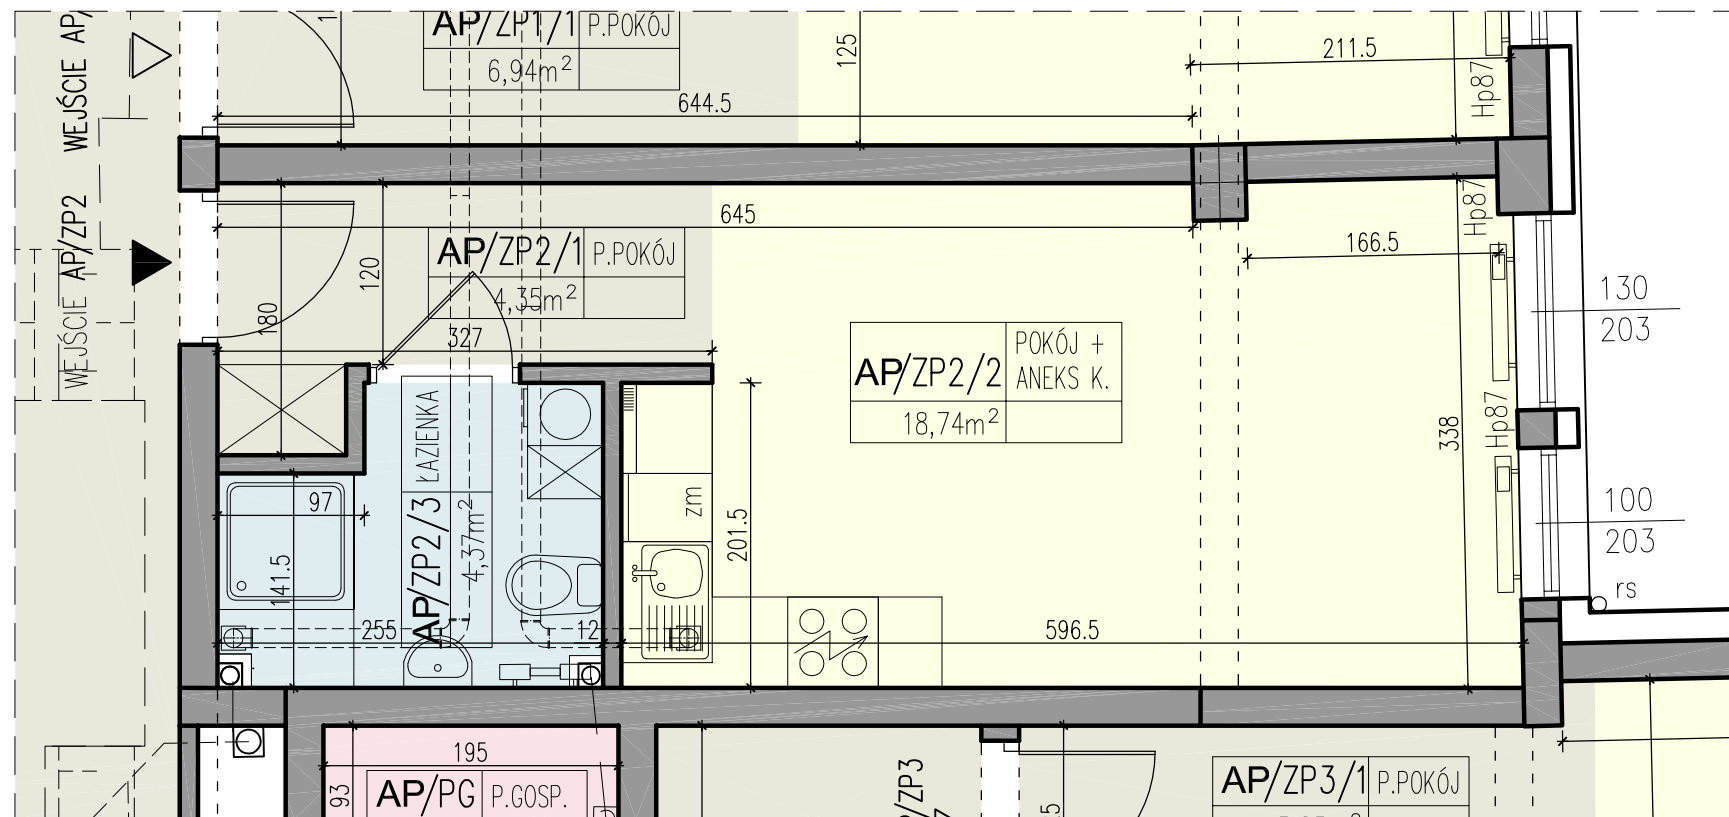 WEJŚCIE AP/
AP/ZP1/1 P.POKÓJ
6,94m²
125
211.5
644.5
Hp87
WEJŚCIE AP/ZP2
645
AP/ZP2/1 P.POKÓJ
4,35m²
120
180
327
166.5
Hp87
130
203
AP/ZP2/2
POKÓJ +
ANEKS K.
18,74m²
338
Hp87
ŁAZIENKA
AP/ZP2/3
4,37m²
97
141.5
zm
201.5
100
203
rs
255
12
596.5
195
93
AP/PG P.GOSP.
/ZP3
AP/ZP3/1 P.POKÓJ